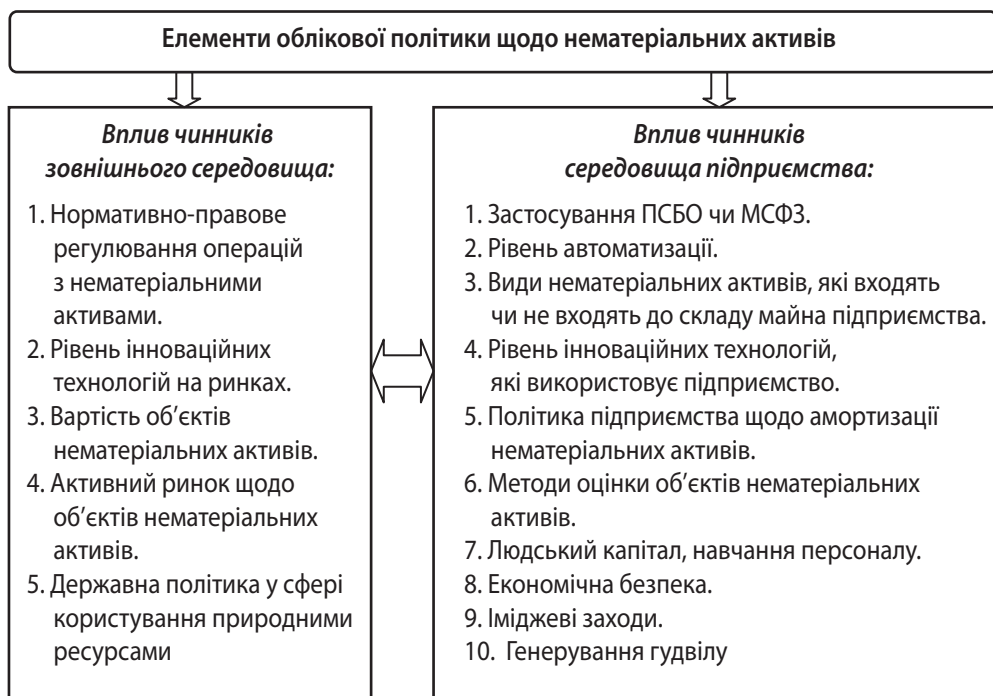 Елементи облікової політики щодо нематеріальних активів
Вплив чинників
зовнішнього середовища:
1. Нормативно-правове
регулювання операцій
з нематеріальними
активами.
2. Рівень інноваційних
технологій на ринках.
3. Вартість об’єктів
нематеріальних активів.
4. Активний ринок щодо
об’єктів нематеріальних
активів.
5. Державна політика у сфері
користування природними
ресурсами
Вплив чинників
середовища підприємства:
1. Застосування ПСБО чи МСФЗ.
2. Рівень автоматизації.
3. Види нематеріальних активів, які входять
чи не входять до складу майна підприємства.
4. Рівень інноваційних технологій,
які використовує підприємство.
5. Політика підприємства щодо амортизації
нематеріальних активів.
6. Методи оцінки об’єктів нематеріальних
активів.
7. Людський капітал, навчання персоналу.
8. Економічна безпека.
9. Іміджеві заходи.
10. Генерування гудвілу